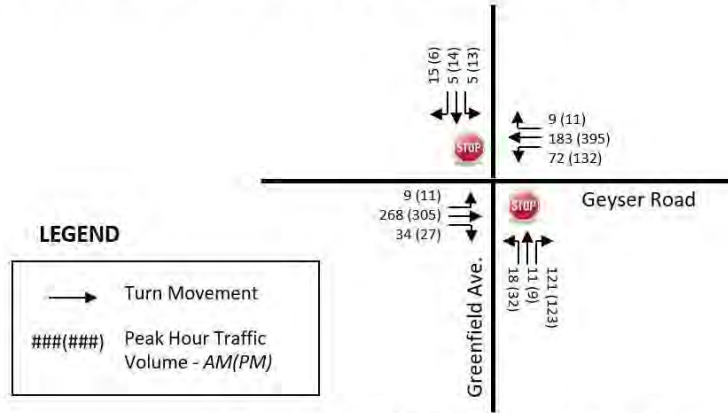 15 (6)
5 (14)
5 (13)
9 (11)
183 (395)
72 (132)
STOP
9 (11)
268 (305)
34 (27)
STOP
Geyser Road
18 (32)
11 (9)
121 (123)
Greenfield Ave.
LEGEND
Turn Movement
###(###) Peak Hour Traffic
Volume - AM(PM)